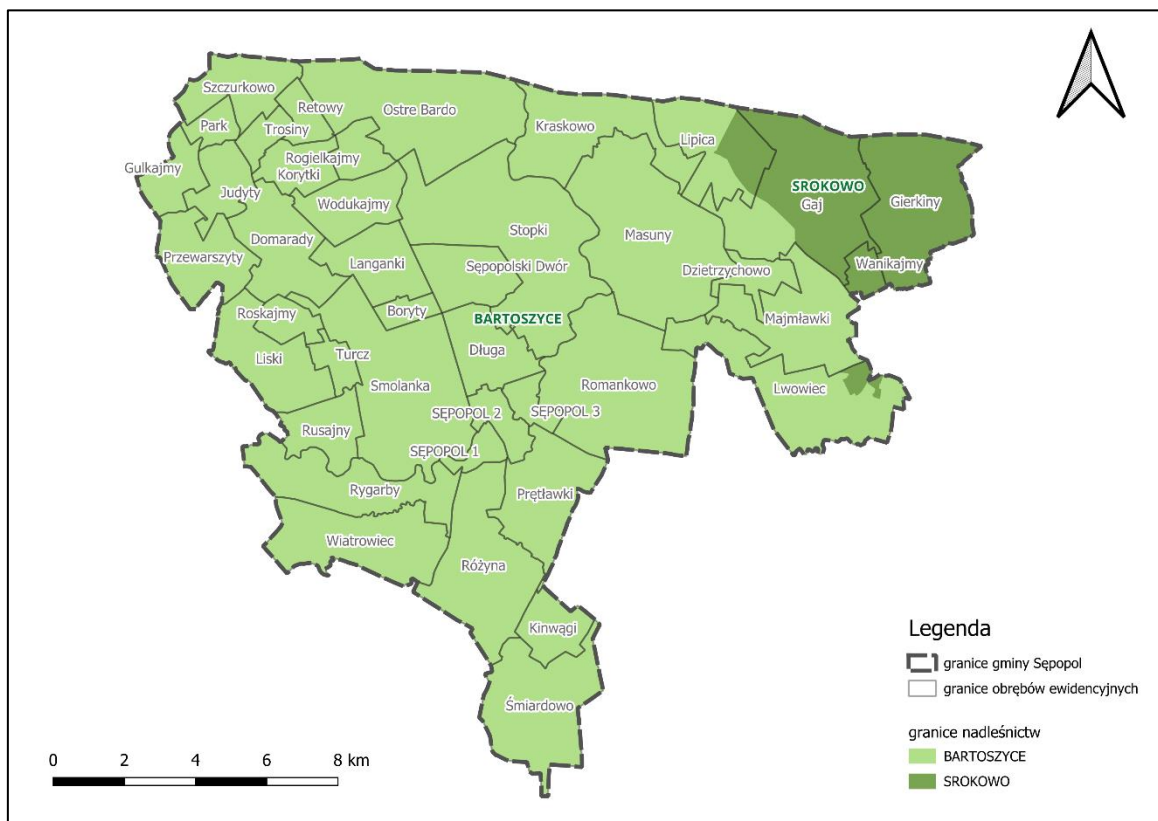 Szczurkowo
Retowy
Ostre Bardo
Park
Trosiny
Kraskowo
Lipica
Gulkajmy
Rogielkajmy
Korytki
Judyty
SROKOWO
Gaj
Gierkiny
Wodukajmy
Stopki
Masuny
Domarady
Przewarszyty
Langanki
Sępopolski Dwór
Dzietrzychowo
Wanikajmy
Roskajmy
Boryty
BARTOSZYCE
Majmławki
Liski
Turcz
Długa
Smolanka
Romankowo
Lwowiec
SĘPOPOL 2
SĘPOPOL 3
Rusajny
SĘPOPOL 1
Rygarby
Prętławki
Wiatrowiec
Różyna
Kinwągi
Śmiardowo
Legenda
granice gminy Sępopol
granice obrębów ewidencyjnych
granice nadleśnictw
BARTOSZYCE
SROKOWO
0 2 4 6 8 km